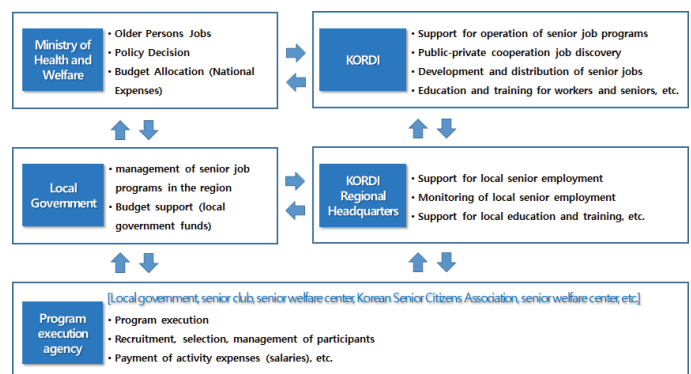 Ministry of
Health and
Welfare
• Older Persons Jobs
• Policy Decision
• Budget Allocation (National
Expenses)
KORDI
• Support for operation of senior job programs
• Public-private cooperation job discovery
• Development and distribution of senior jobs
• Education and training for workers and seniors, etc.
Local
Government
• management of senior job
programs in the region
• Budget support (local
government funds)
KORDI
Regional
Headquarters
• Support for local senior employment
• Monitoring of local senior employment
• Support for local education and training, etc.
Program
execution
agency
[Local government, senior club, senior welfare center, Korean Senior Citizens Association, senior welfare center, etc.]
• Program execution
• Recruitment, selection, management of participants
• Payment of activity expenses (salaries), etc.